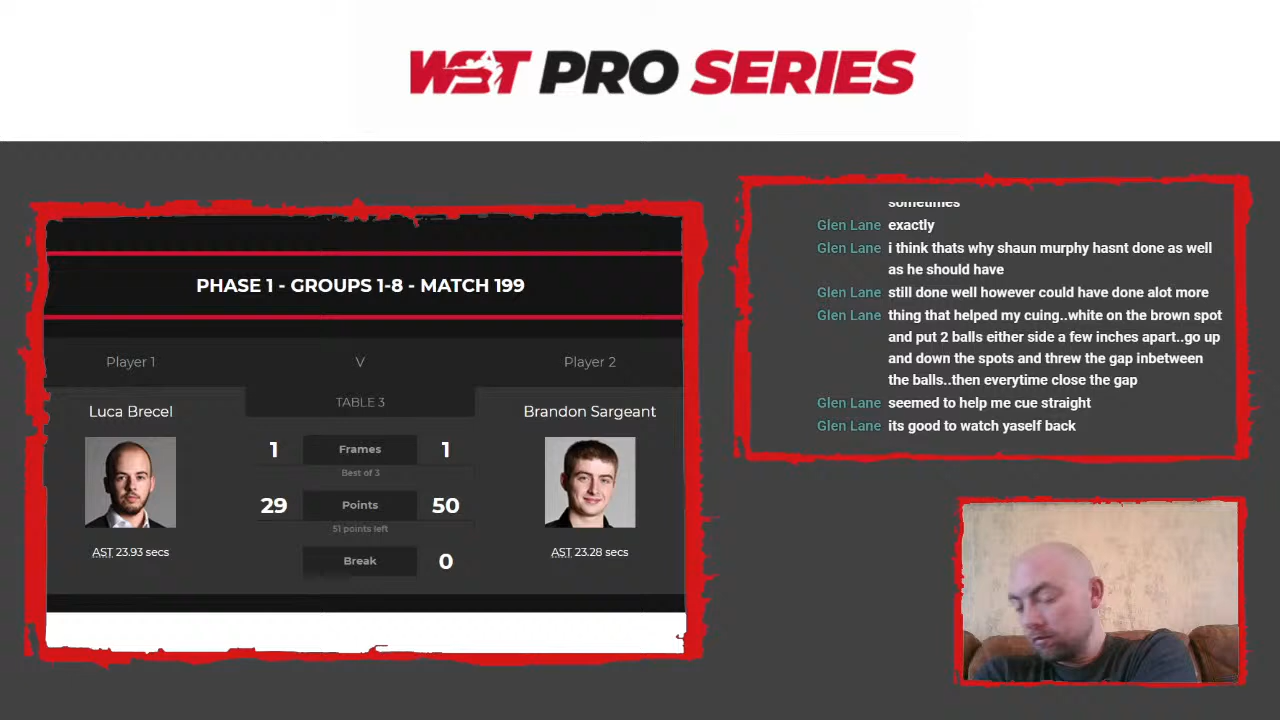 WST PRO SERIES
PHASE 1 - GROUPS 1-8 - MATCH 199
Player 1
V
Player 2
TABLE 3
Luca Brecel
Brandon Sargeant
1 Frames 1
Best of 3
29 Points 50
51 points left
Break 0
AST 23.93 secs
AST 23.28 secs
sometimes
Glen Lane exactly
Glen Lane i think thats why shaun murphy hasnt done as well
as he should have
Glen Lane still done well however could have done alot more
Glen Lane thing that helped my cuing..white on the brown spot
and put 2 balls either side a few inches apart..go up
and down the spots and threw the gap inbetween
the balls..then everytime close the gap
Glen Lane seemed to help me cue straight
Glen Lane its good to watch yaself back